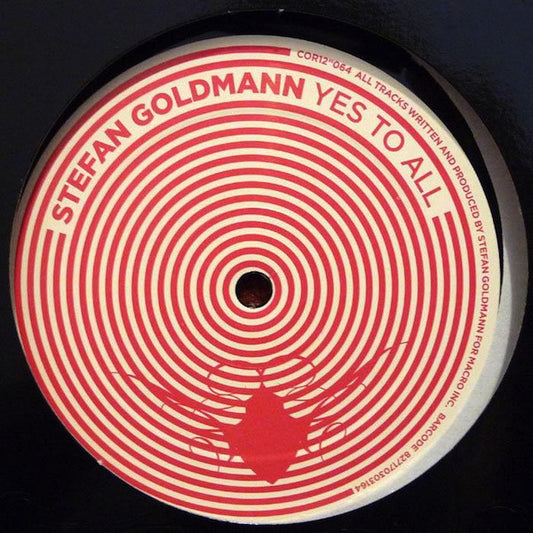 STEFAN GOLDMANN YES TO ALL
COR12"064 ALL TRACKS WRITTEN AND PRODUCED BY STEFAN GOLDMANN FOR MACRO INC. BARCODE 827170303164